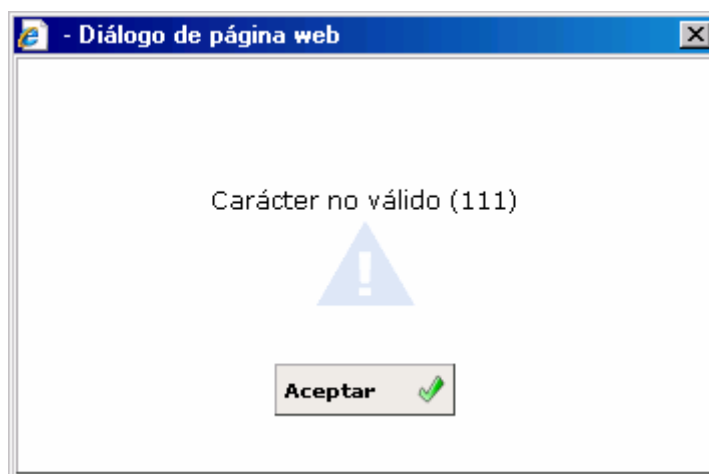 - Diálogo de página web
Carácter no válido (111)
Aceptar